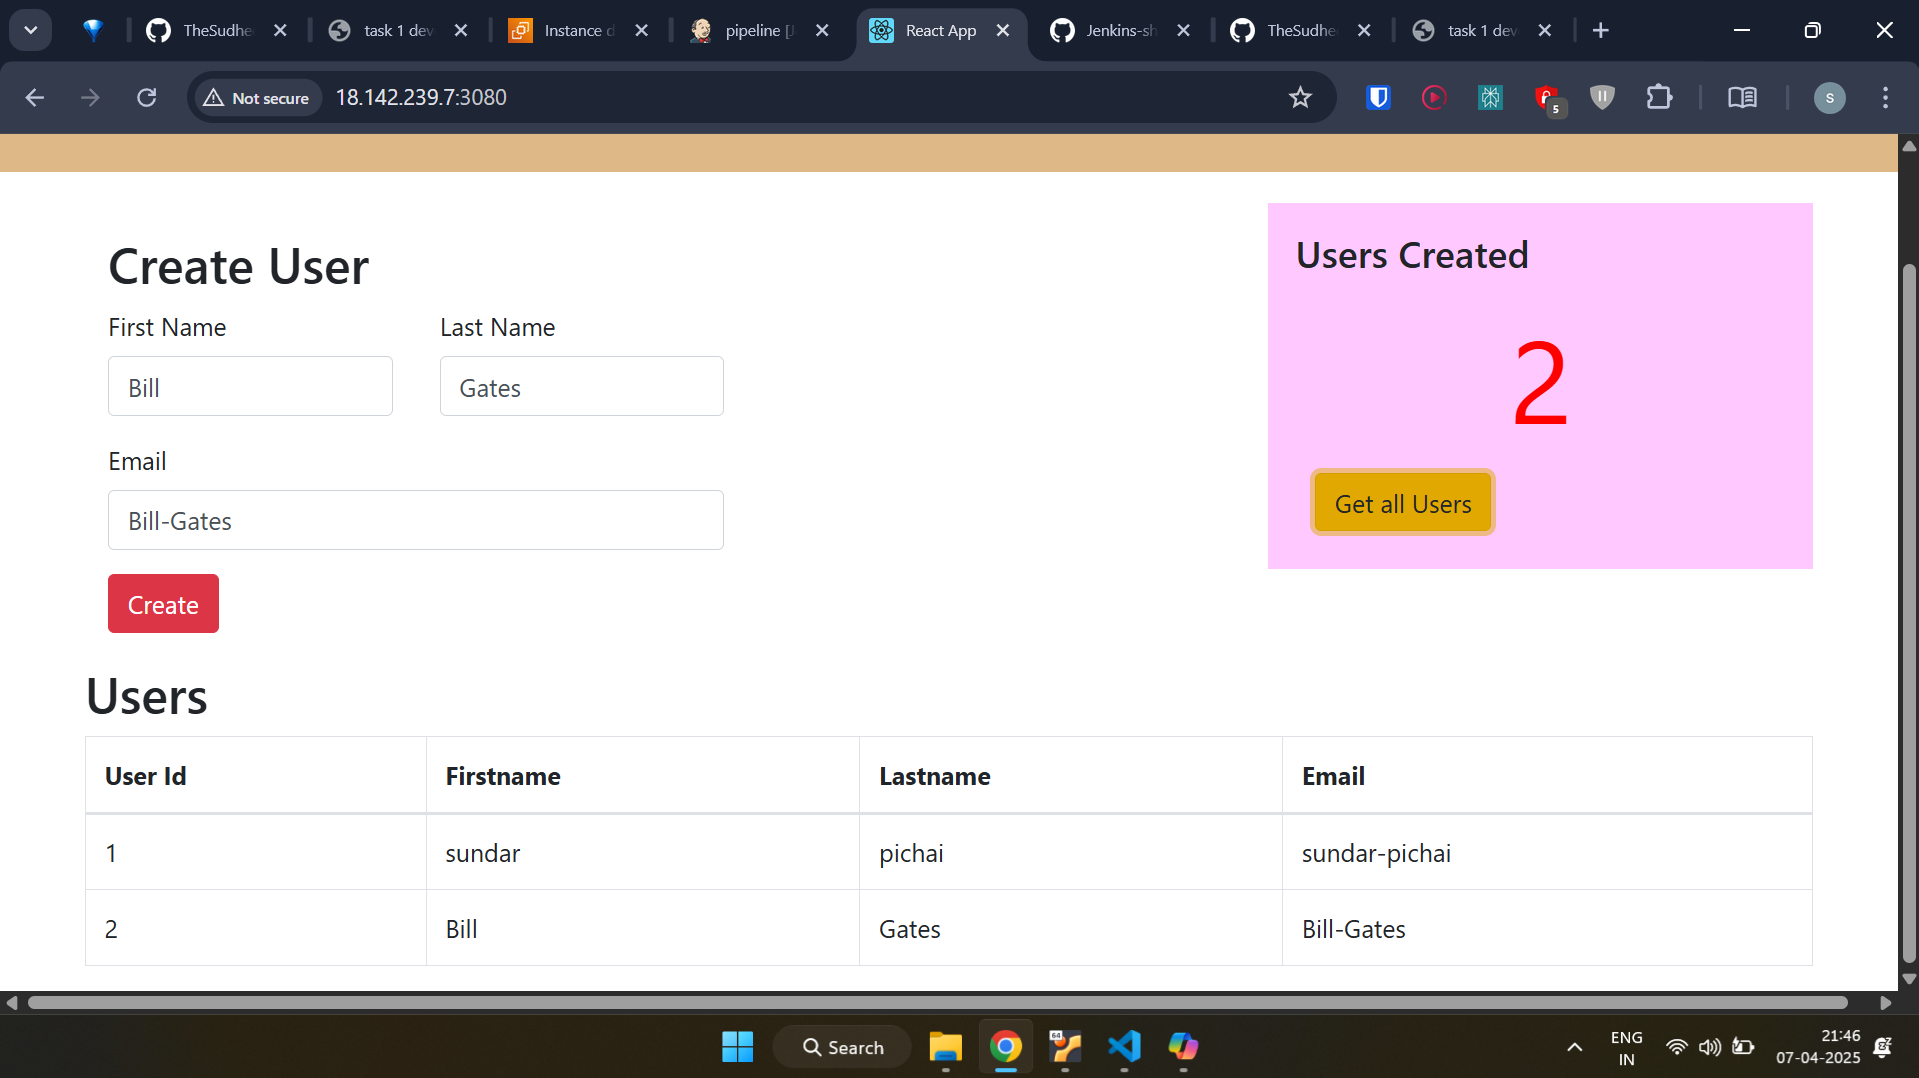 TheSudhe
task 1 dev
Instance d
pipeline [J
React App
Jenkins-sh
TheSudhe
task 1 dev
Not secure
18.142.239.7:3080
5
S
Create User
First Name
Last Name
Bill
Gates
Email
Bill-Gates
Create
Users Created
2
Get all Users
Users
User Id Firstname Lastname Email
1 sundar pichai sundar-pichai
2 Bill Gates Bill-Gates
Search
64
ENG
IN
21:46
07-04-2025